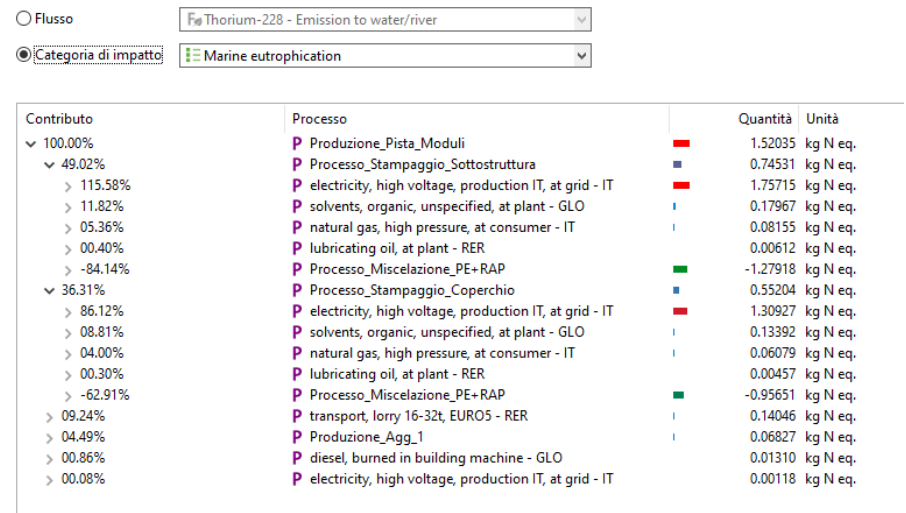 Flusso Thorium-228 - Emission to water/river
Categoria di impatto Marine eutrophication
Contributo Processo Quantità Unità
100.00% P Produzione_Pista_Moduli 1.52035 kg N eq.
49.02% P Processo_Stampaggio_Sottostruttura 0.74531 kg N eq.
115.58% P electricity, high voltage, production IT, at grid - IT 1.75715 kg N eq.
11.82% P solvents, organic, unspecified, at plant - GLO 0.17967 kg N eq.
05.36% P natural gas, high pressure, at consumer - IT 0.08155 kg N eq.
00.40% P lubricating oil, at plant - RER 0.00612 kg N eq.
-84.14% P Processo_Miscelazione_PE+RAP -1.27918 kg N eq.
36.31% P Processo_Stampaggio_Coperchio 0.55204 kg N eq.
86.12% P electricity, high voltage, production IT, at grid - IT 1.30927 kg N eq.
08.81% P solvents, organic, unspecified, at plant - GLO 0.13392 kg N eq.
04.00% P natural gas, high pressure, at consumer - IT 0.06079 kg N eq.
00.30% P lubricating oil, at plant - RER 0.00457 kg N eq.
-62.91% P Processo_Miscelazione_PE+RAP -0.95651 kg N eq.
09.24% P transport, lorry 16-32t, EURO5 - RER 0.14046 kg N eq.
04.49% P Produzione_Agg_1 0.06827 kg N eq.
00.86% P diesel, burned in building machine - GLO 0.01310 kg N eq.
00.08% P electricity, high voltage, production IT, at grid - IT 0.00118 kg N eq.